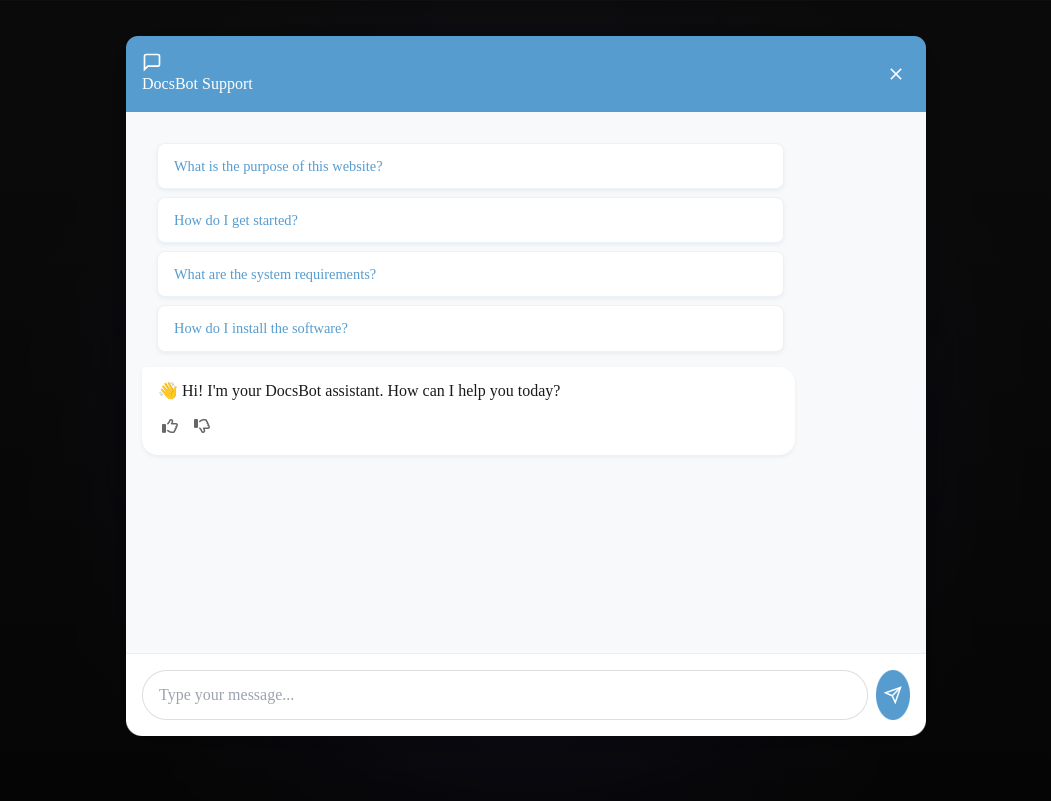 DocsBot Support
What is the purpose of this website?
How do I get started?
What are the system requirements?
How do I install the software?
👋 Hi! I'm your DocsBot assistant. How can I help you today?
Type your message...